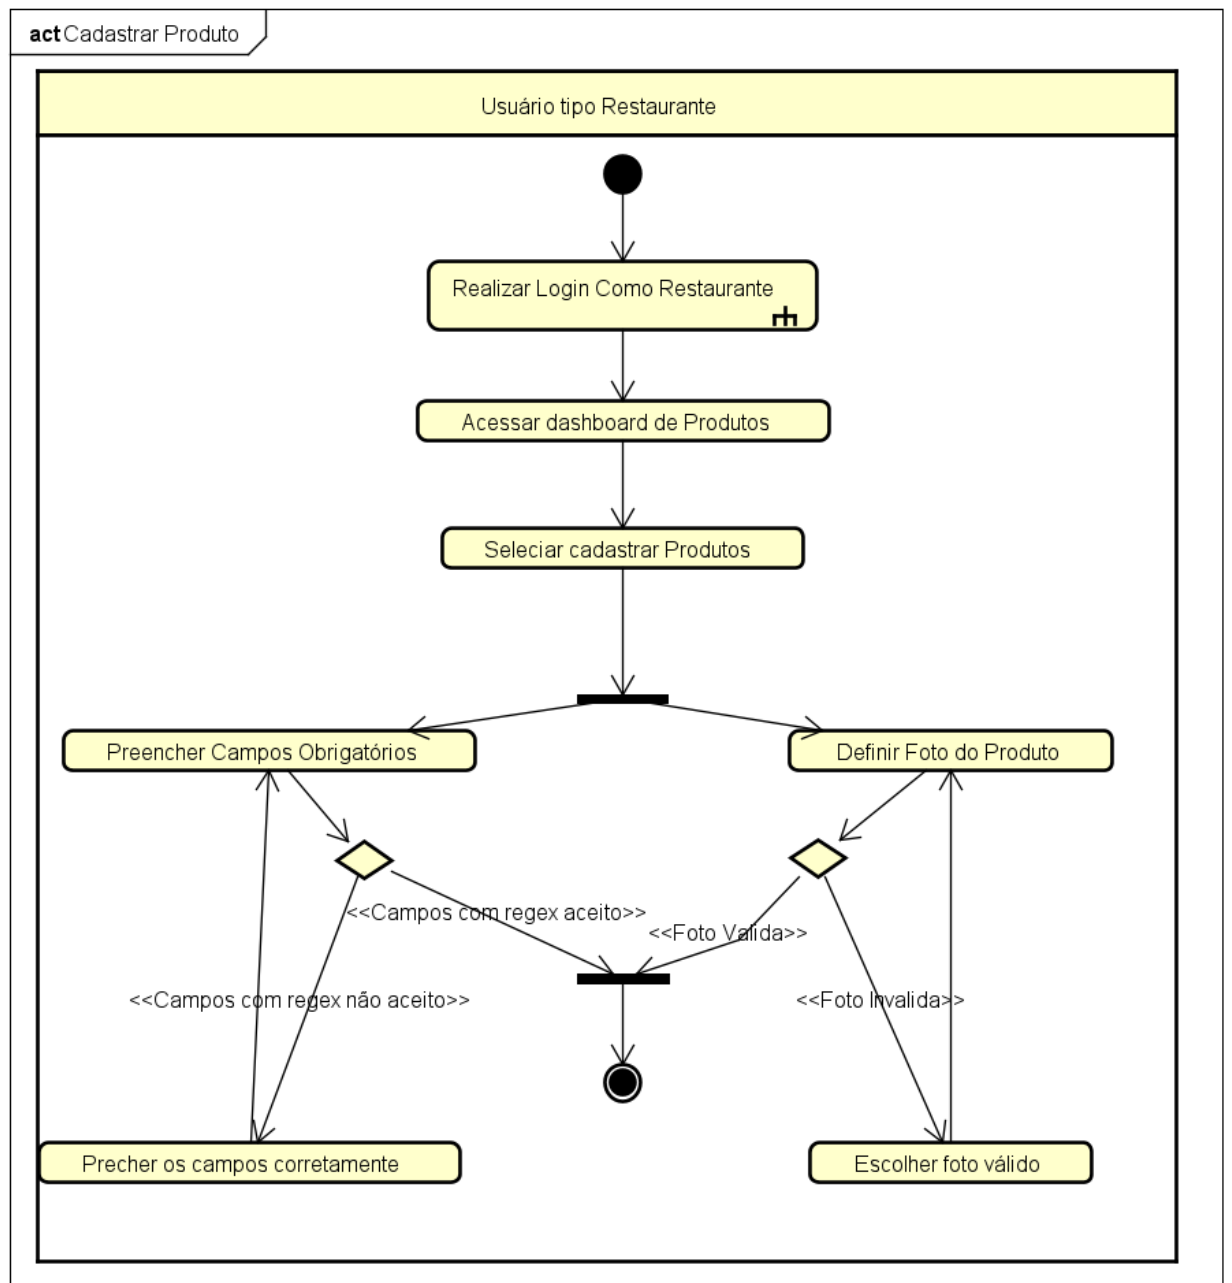 act Cadastrar Produto
Usuário tipo Restaurante
Realizar Login Como Restaurante
Acessar dashboard de Produtos
Seleciar cadastrar Produtos
Preencher Campos Obrigatórios
Definir Foto do Produto
<<Campos com regex aceito>>
<<Foto Valida>>
<<Campos com regex não aceito>>
<<Foto Invalida>>
Precher os campos corretamente
Escolher foto válido